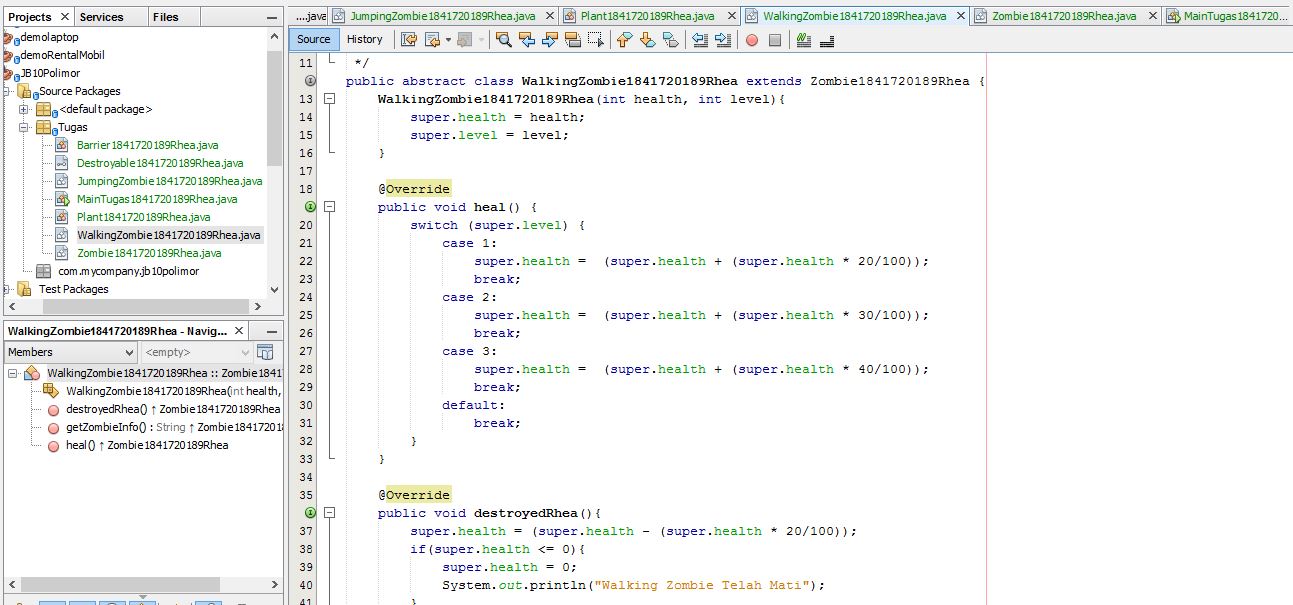 Projects × Services Files
demolaptop
demoRentalMobil
JB10Polimor
Source Packages
<default package>
Tugas
Barrier1841720189Rhea.java
Destroyable1841720189Rhea.java
JumpingZombie1841720189Rhea.java
MainTugas1841720189Rhea.java
Plant1841720189Rhea.java
WalkingZombie1841720189Rhea.java
Zombie1841720189Rhea.java
com.mycompany.jb10polimor
Test Packages
WalkingZombie1841720189Rhea - Navig... ×
Members <empty>
WalkingZombie1841720189Rhea :: Zombie1841
WalkingZombie1841720189Rhea(int health,
destroyedRhea() ↑ Zombie1841720189Rhea
getZombieInfo() : String ↑ Zombie184172018
heal() ↑ Zombie1841720189Rhea
....java JumpingZombie1841720189Rhea.java × Plant1841720189Rhea.java × WalkingZombie1841720189Rhea.java × Zombie1841720189Rhea.java × MainTugas1841720...
Source History
11 */
public abstract class WalkingZombie1841720189Rhea extends Zombie1841720189Rhea {
13 WalkingZombie1841720189Rhea(int health, int level){
14 super.health = health;
15 super.level = level;
16 }
17
18 @Override
public void heal() {
20 switch (super.level) {
21 case 1:
22 super.health =  (super.health + (super.health * 20/100));
23 break;
24 case 2:
25 super.health =  (super.health + (super.health * 30/100));
26 break;
27 case 3:
28 super.health =  (super.health + (super.health * 40/100));
29 break;
30 default:
31 break;
32 }
33 }
34
35 @Override
public void destroyedRhea(){
37 super.health = (super.health - (super.health * 20/100));
38 if(super.health <= 0){
39 super.health = 0;
40 System.out.println("Walking Zombie Telah Mati");
41 }